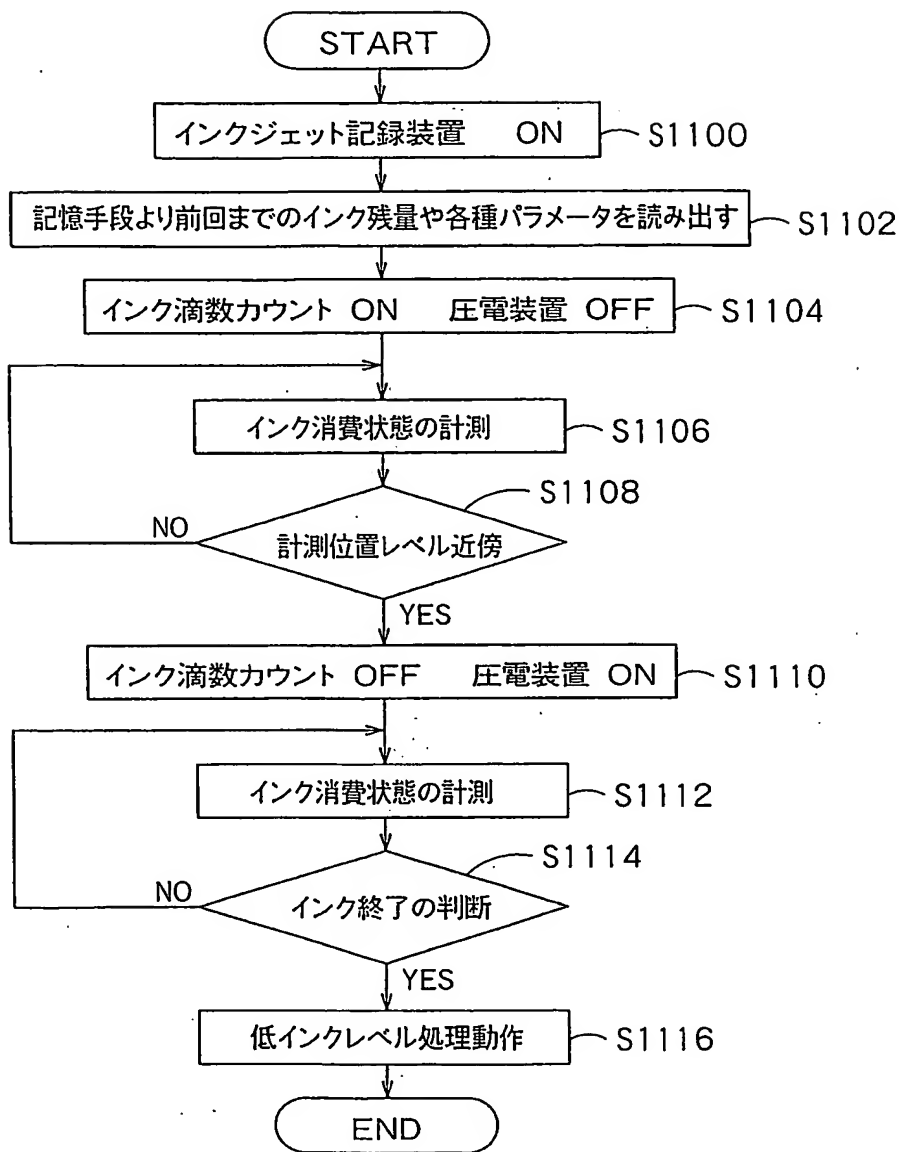 START
インクジェット記録装置 ON
S1100
記憶手段より前回までのインク残量や各種パラメータを読み出す
S1102
インク滴数カウント ON 圧電装置 OFF
S1104
インク消費状態の計測
S1106
S1108
NO
計測位置レベル近傍
YES
インク滴数カウント OFF 圧電装置 ON
S1110
インク消費状態の計測
S1112
S1114
NO
インク終了の判断
YES
低インクレベル処理動作
S1116
END